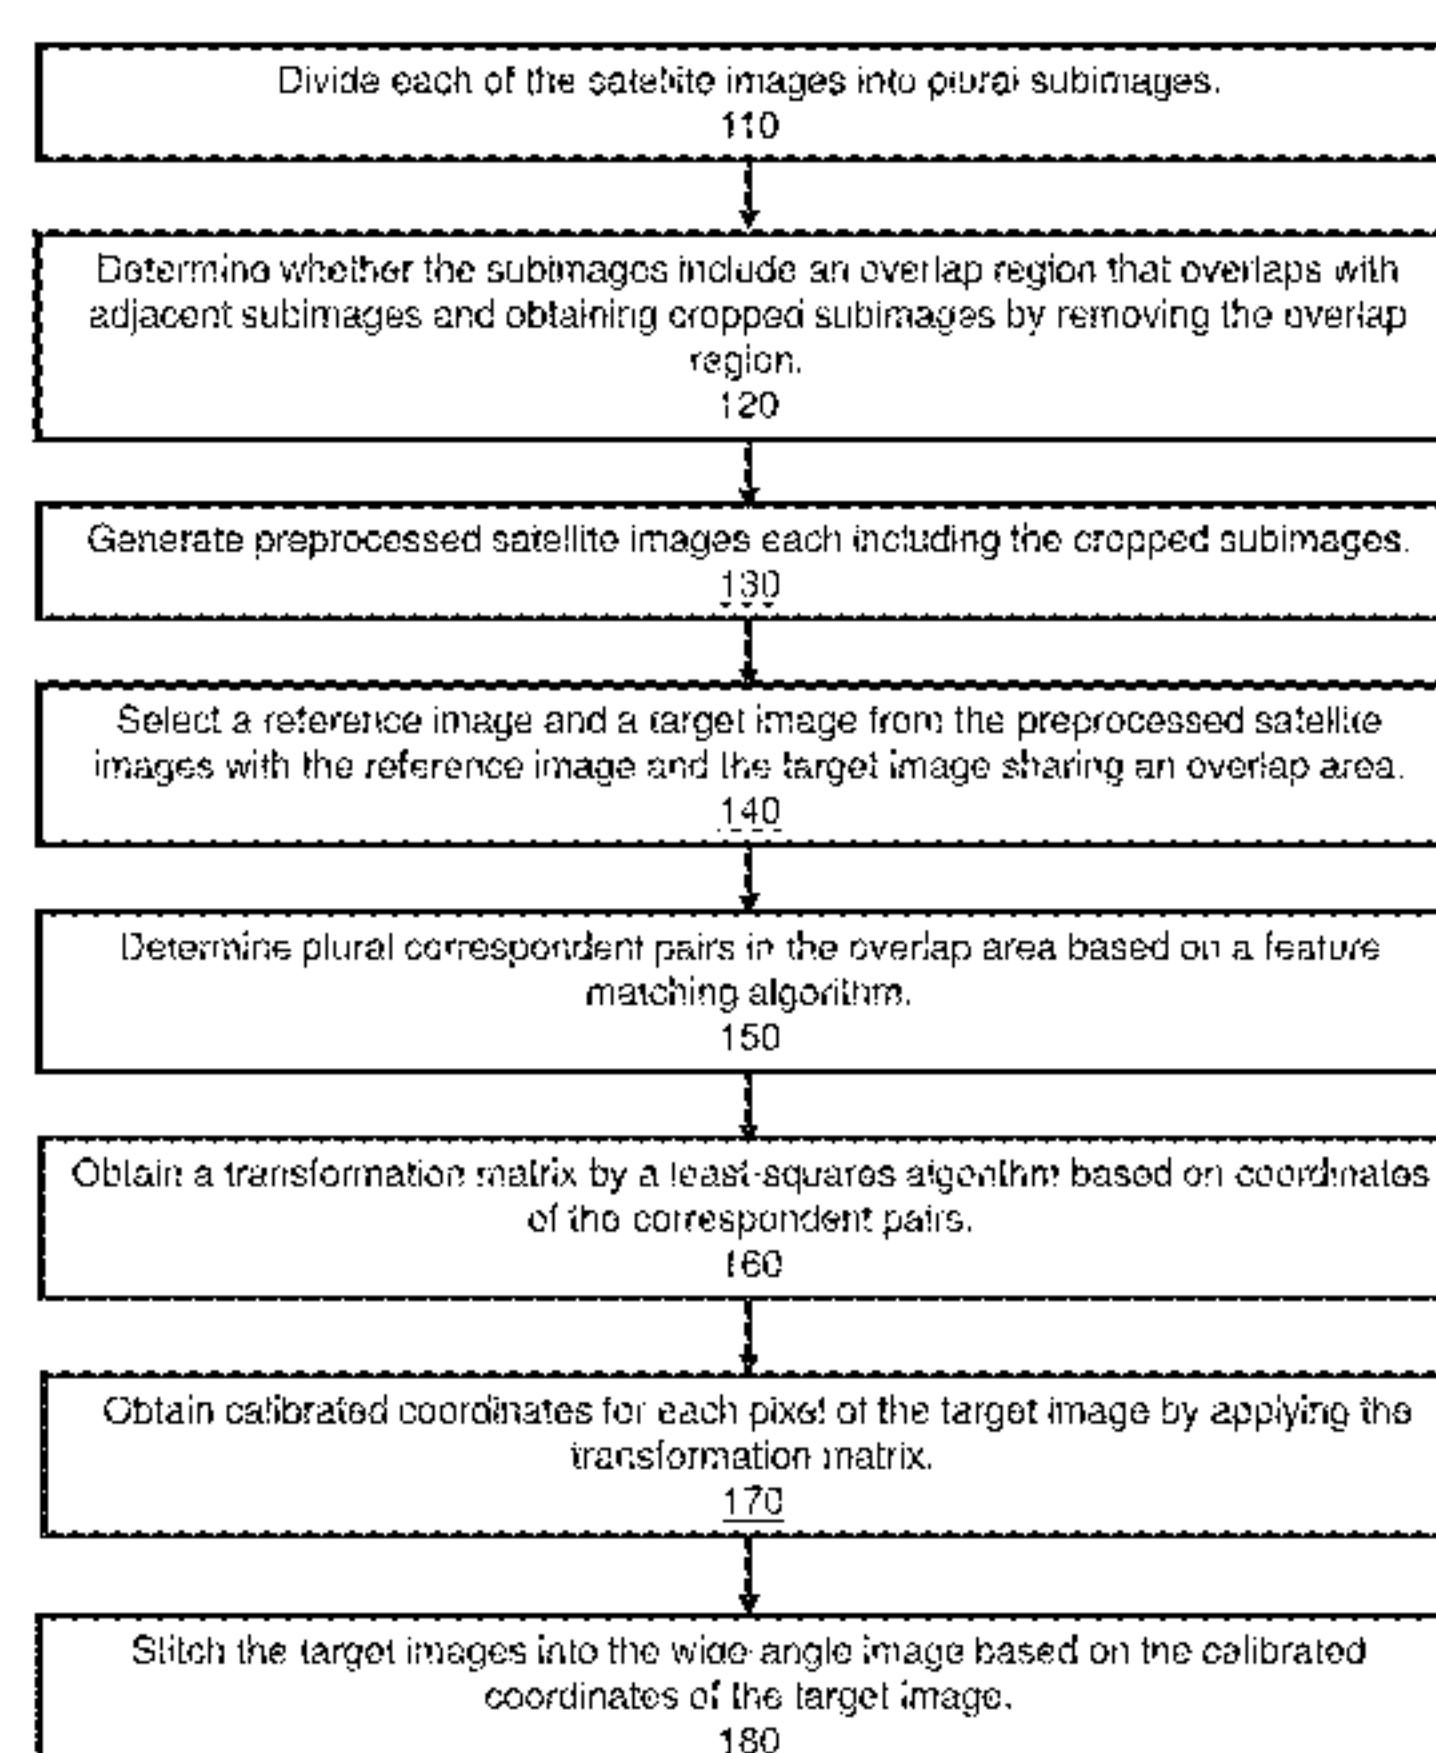 Divide each of the satellite images into plural subimages.
110
Determine whether the subimages include an overlap region that overlaps with
adjacent subimages and obtaining cropped subimages by removing the overlap
region.
120
Generate preprocessed satellite images each including the cropped subimages.
130
Select a reference image and a target image from the preprocessed satellite
images with the reference image and the target image sharing an overlap area.
140
Determine plural correspondent pairs in the overlap area based on a feature
matching algorithm.
150
Obtain a transformation matrix by a least-squares algorithm based on coordinates
of the correspondent pairs.
160
Obtain calibrated coordinates for each pixel of the target image by applying the
transformation matrix.
170
Stitch the target images into the wide-angle image based on the calibrated
coordinates of the target image.
180